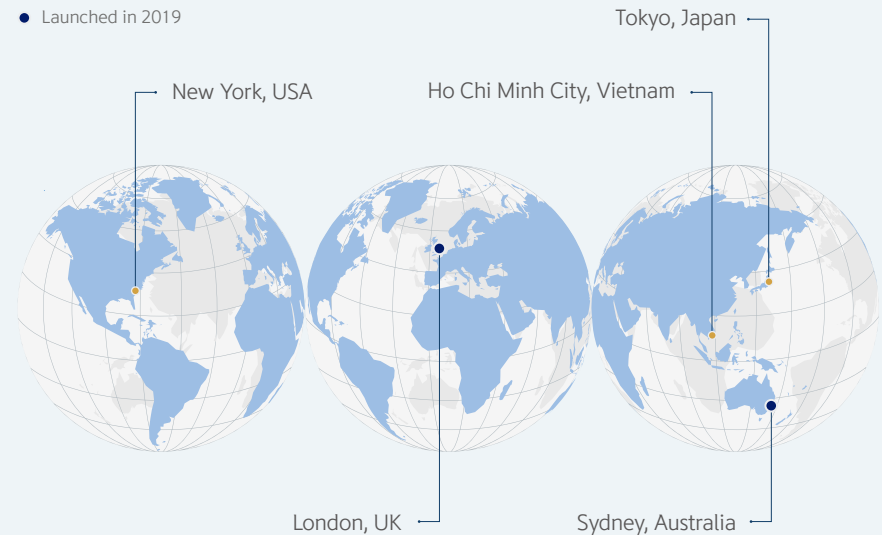 Launched in 2019
Tokyo, Japan
New York, USA
Ho Chi Minh City, Vietnam
London, UK
Sydney, Australia